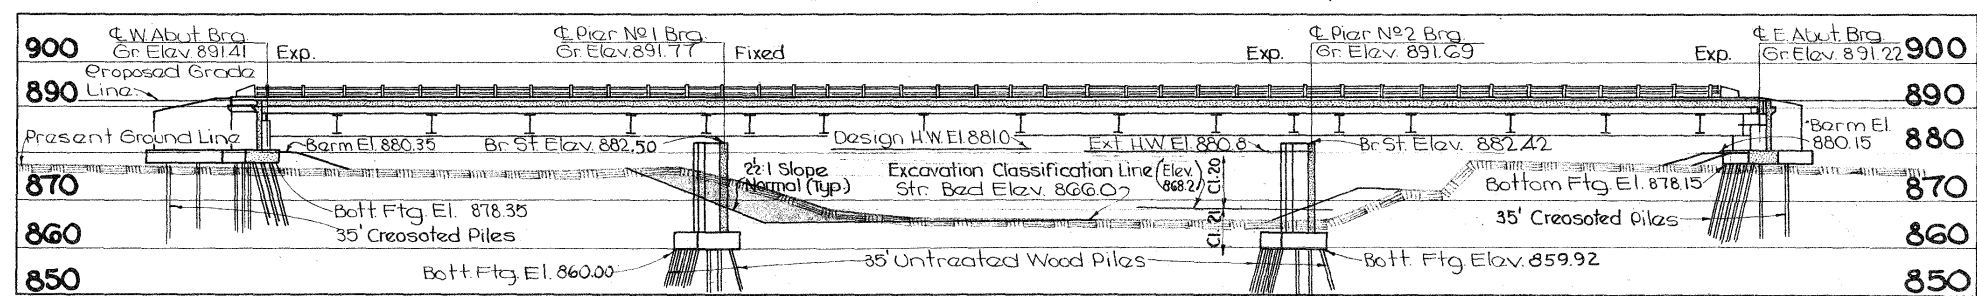 900
℄ W. Abut. Brg.
Gr. Elev. 891.41
Exp.
℄ Pier Nº1 Brg.
Gr. Elev. 891.77
Fixed
Exp.
℄ Pier Nº2 Brg.
Gr. Elev. 891.69
Exp.
℄ E. Abut. Brg.
Gr. Elev. 891.22
900
Proposed Grade
Line
890
890
Present Ground Line
Berm El. 880.35
Br. St. Elev. 882.50
Design H.W. El. 881.0
Ext. H.W. El. 880.8
Br. St. Elev. 882.42
Berm El.
880.15
880
880
2½:1 Slope
Normal (Typ.)
Excavation Classification Line (Elev. 868.2)
Str. Bed Elev. 866.0
Cl. 20
Cl. 21
870
Bottom Ftg. El. 878.15
870
Bott. Ftg. El. 878.35
35' Creosoted Piles
35' Creosoted Piles
860
860
Bott. Ftg. El. 860.00
35' Untreated Wood Piles
Bott. Ftg. Elev. 859.92
850
850